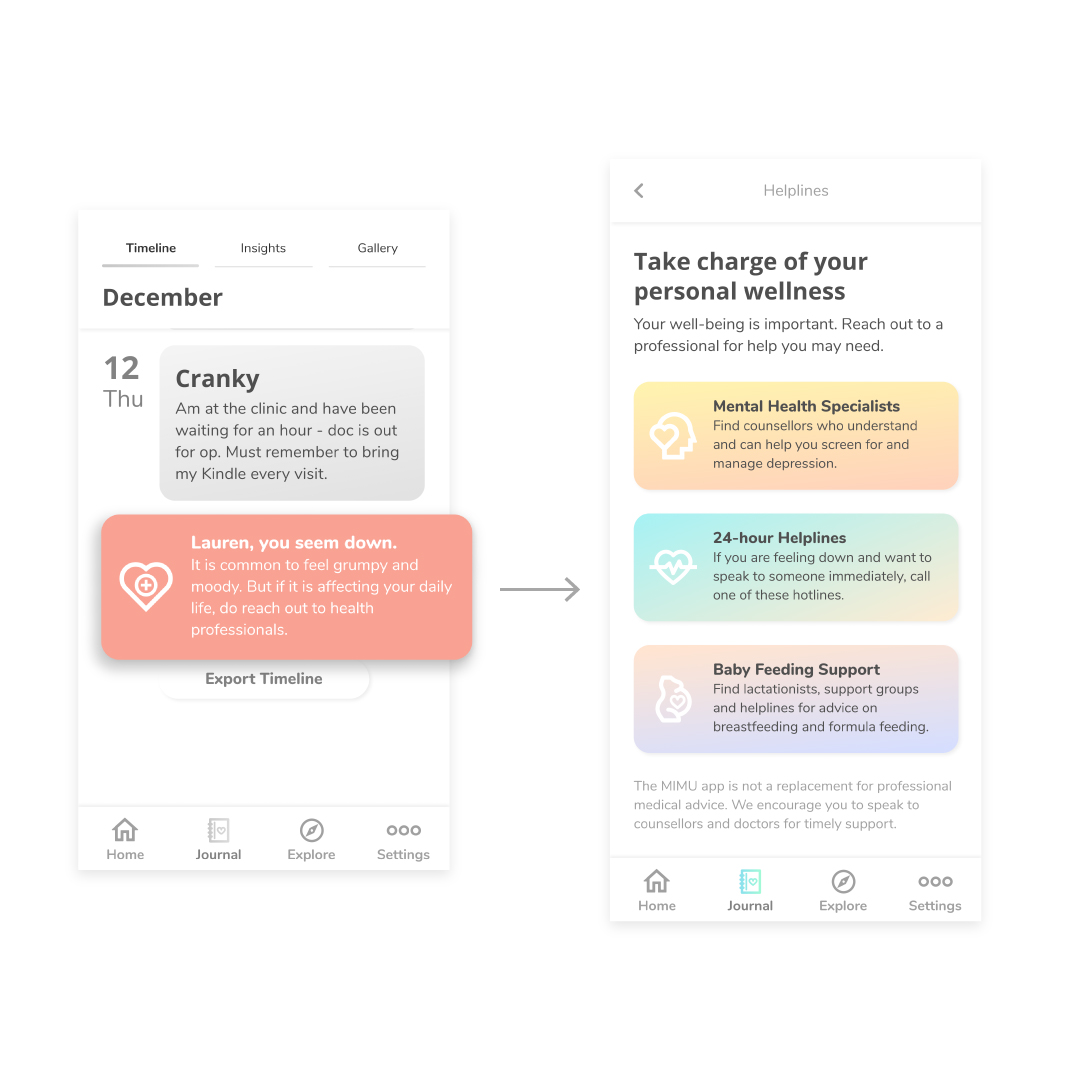 Timeline
Insights
Gallery
December
12
Thu
Cranky
Am at the clinic and have been
waiting for an hour - doc is out
for op. Must remember to bring
my Kindle every visit.
Lauren, you seem down.
It is common to feel grumpy and
moody. But if it is affecting your daily
life, do reach out to health
professionals.
Export Timeline
Home
Journal
Explore
Settings
Helplines
Take charge of your
personal wellness
Your well-being is important. Reach out to a
professional for help you may need.
Mental Health Specialists
Find counsellors who understand
and can help you screen for and
manage depression.
24-hour Helplines
If you are feeling down and want to
speak to someone immediately, call
one of these hotlines.
Baby Feeding Support
Find lactationists, support groups
and helplines for advice on
breastfeeding and formula feeding.
The MIMU app is not a replacement for professional
medical advice. We encourage you to speak to
counsellors and doctors for timely support.
Home
Journal
Explore
Settings